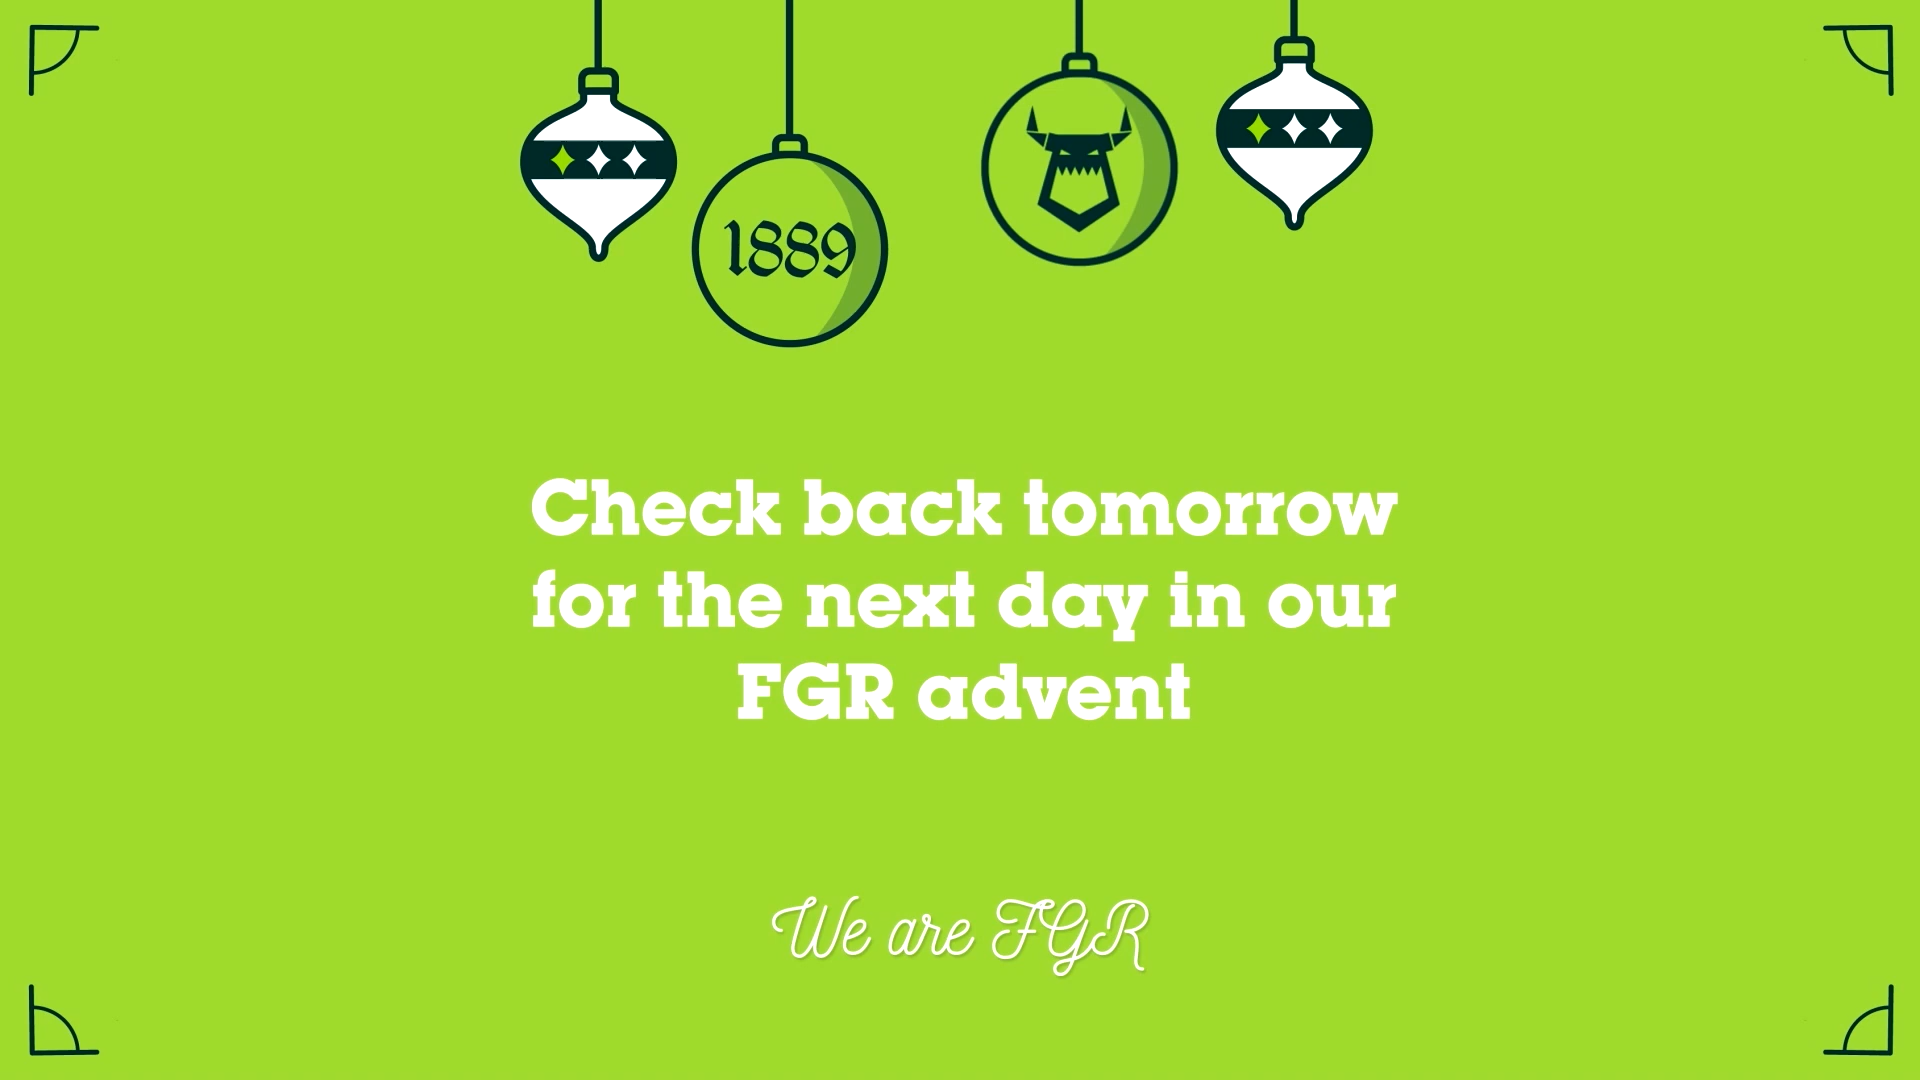 1889
Check back tomorrow
for the next day in our
FGR advent
We are FGR